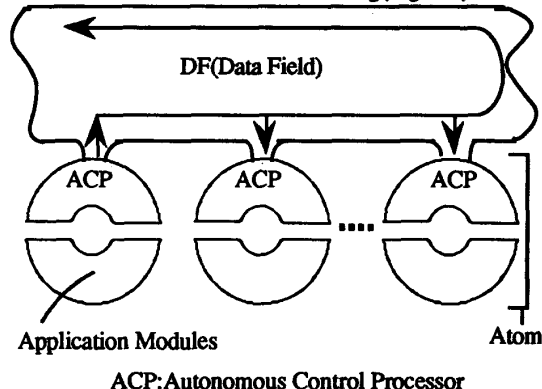 DF(Data Field)
ACP ACP ACP
Application Modules
Atom
ACP:Autonomous Control Processor